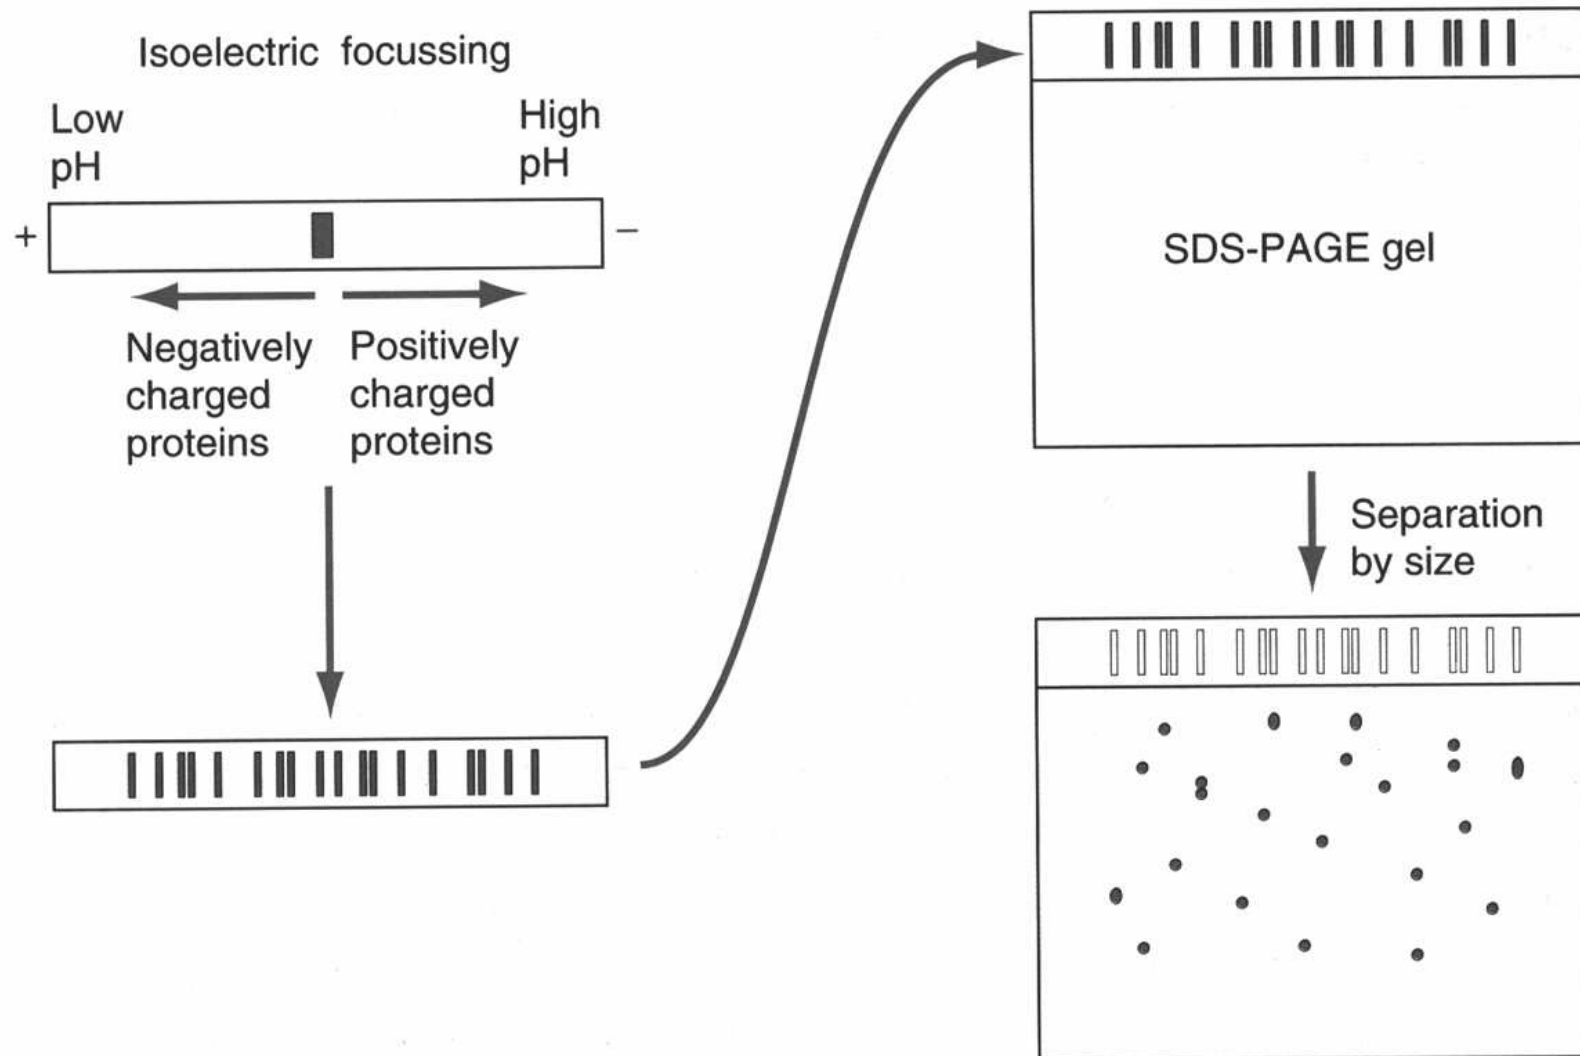 Isoelectric focussing
Low
pH
High
pH
+
−
Negatively
charged
proteins
Positively
charged
proteins
SDS-PAGE gel
Separation
by size